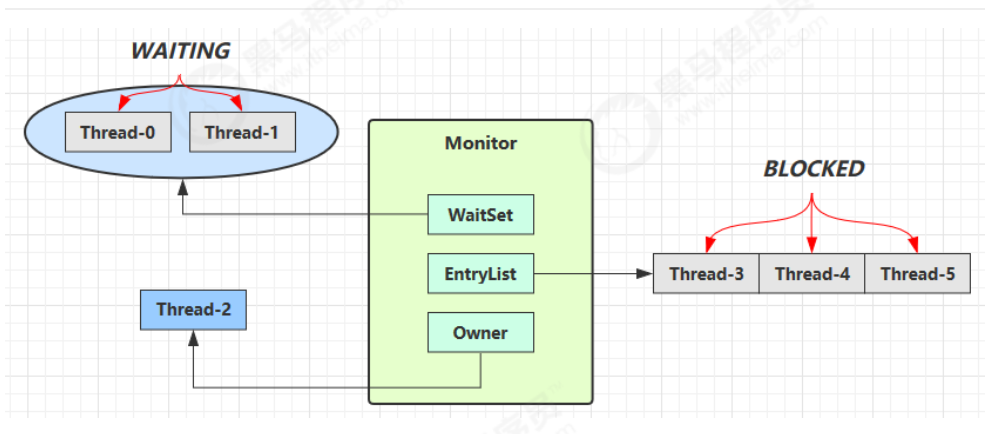 WAITING
Thread-0
Thread-1
Monitor
WaitSet
BLOCKED
EntryList
Thread-3
Thread-4
Thread-5
Thread-2
Owner
黑马程序员
www.itheima.com